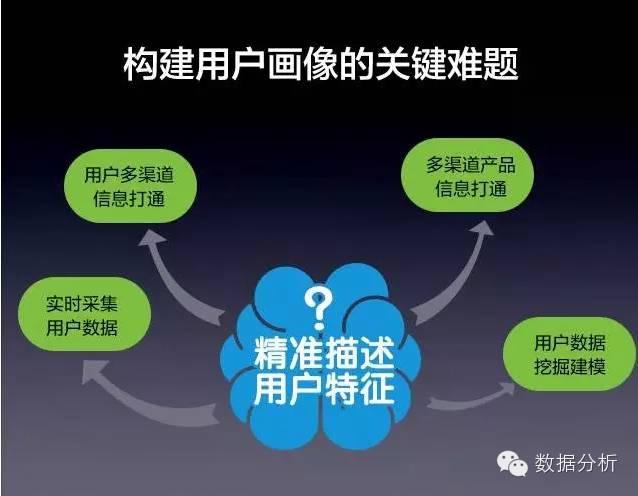 构建用户画像的关键难题
用户多渠道
信息打通
多渠道产品
信息打通
实时采集
用户数据
?
精准描述
用户特征
用户数据
挖掘建模
数据分析